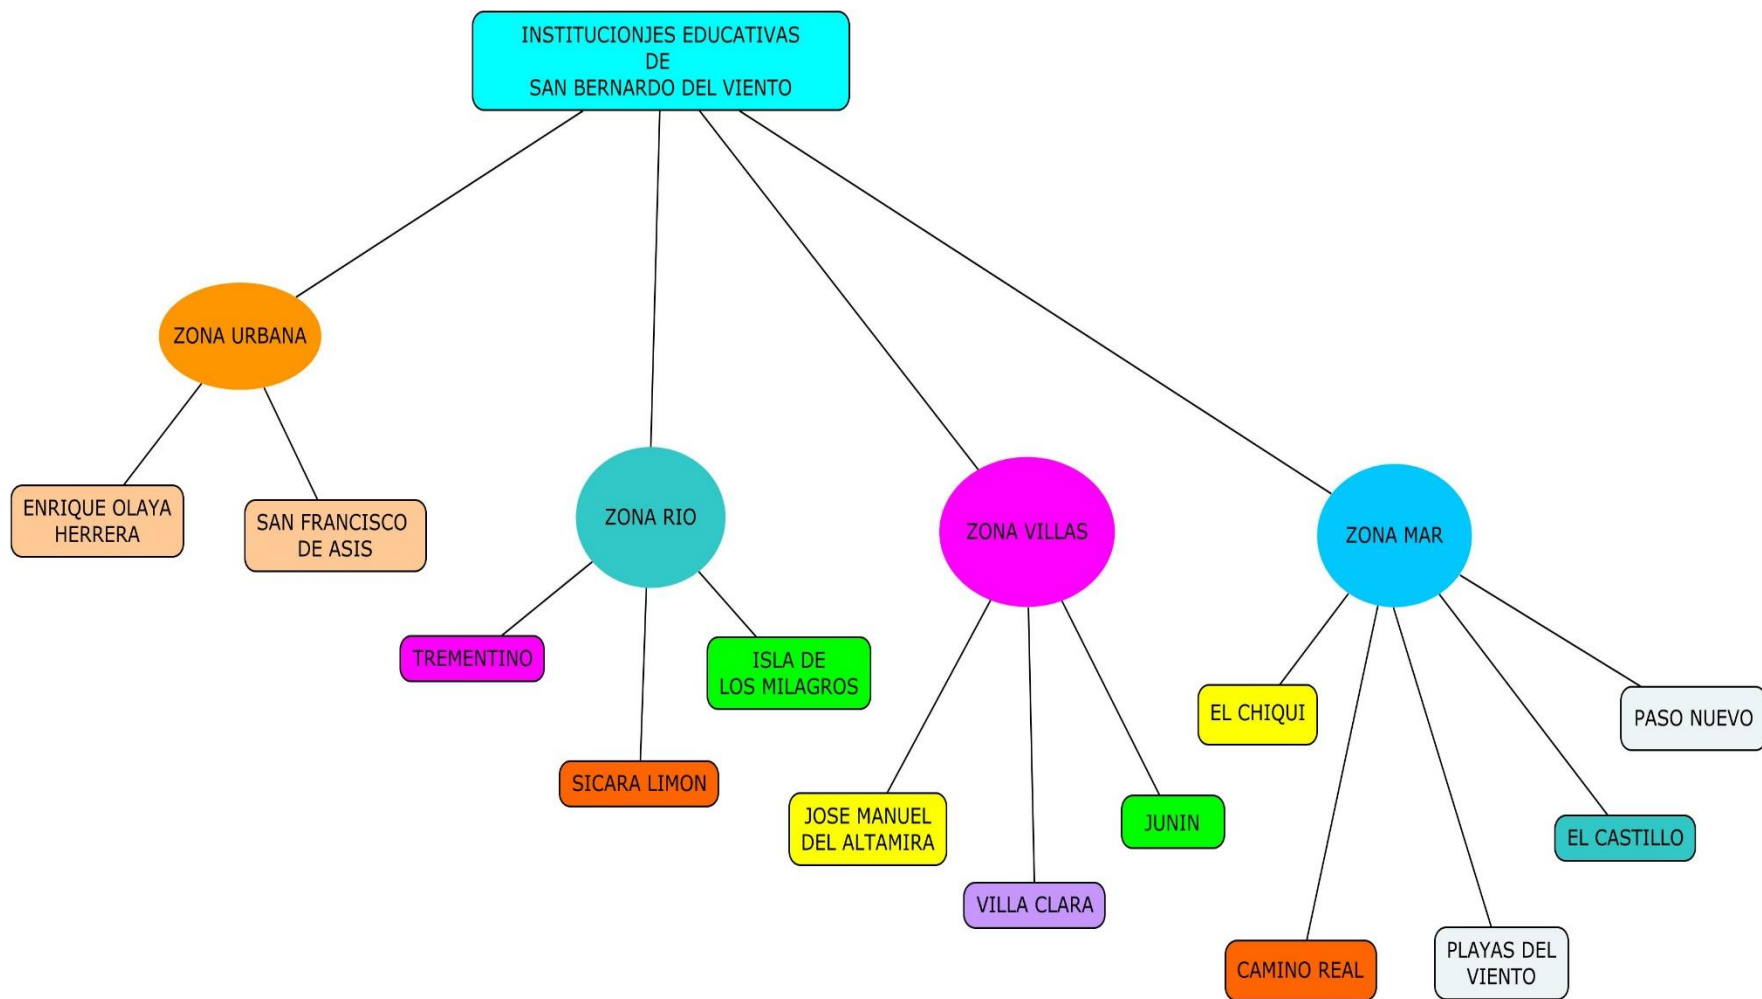 INSTITUCIONJES EDUCATIVAS
DE
SAN BERNARDO DEL VIENTO
ZONA URBANA
ENRIQUE OLAYA
HERRERA
SAN FRANCISCO
DE ASIS
ZONA RIO
TREMENTINO
SICARA LIMON
ISLA DE
LOS MILAGROS
ZONA VILLAS
JOSE MANUEL
DEL ALTAMIRA
VILLA CLARA
JUNIN
ZONA MAR
EL CHIQUI
CAMINO REAL
PLAYAS DEL
VIENTO
EL CASTILLO
PASO NUEVO